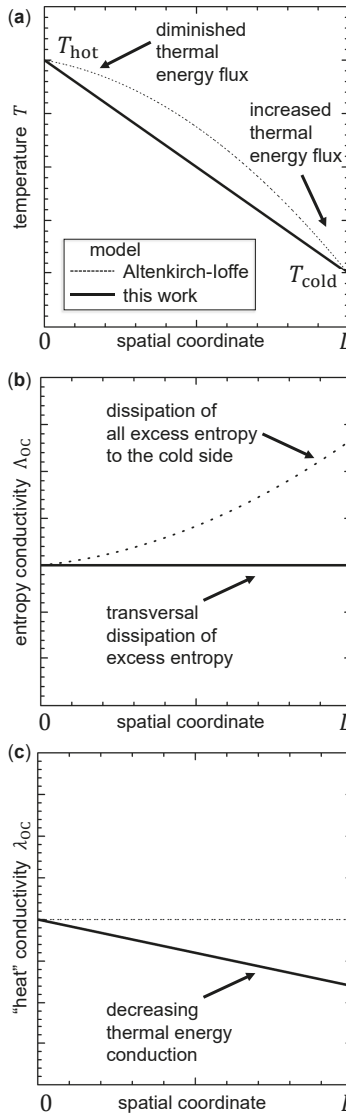 (a)
T_hot
diminished
thermal
energy flux
increased
thermal
energy flux
temperature T
model
Altenkirch-Ioffe
this work
T_cold
0
spatial coordinate
L
(b)
dissipation of
all excess entropy
to the cold side
entropy conductivity Λ_OC
transversal
dissipation of
excess entropy
0
spatial coordinate
L
(c)
"heat" conductivity λ_OC
decreasing
thermal energy
conduction
0
spatial coordinate
L